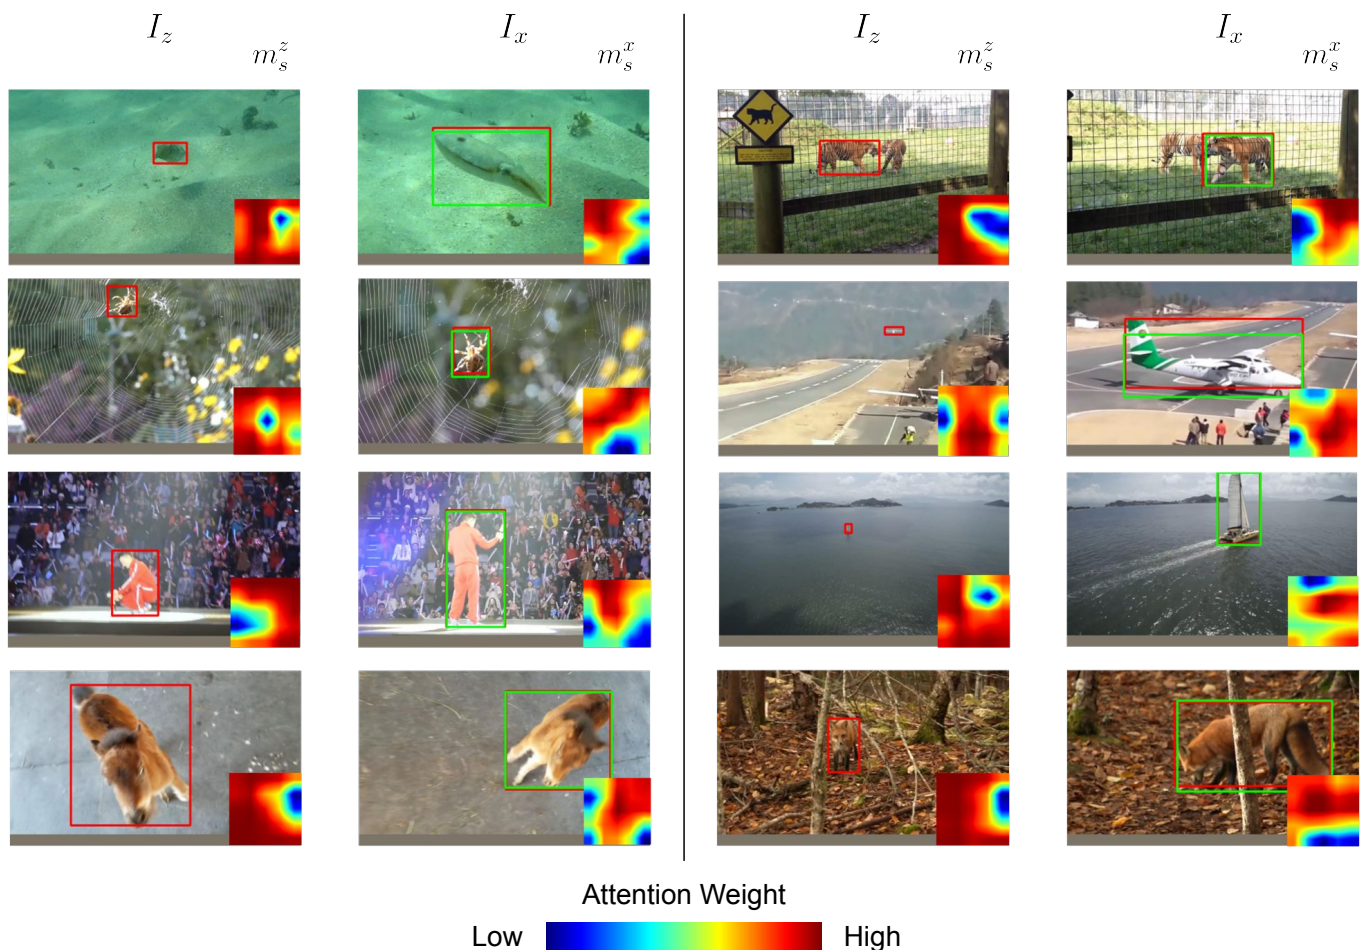 $I_z$ $I_x$ $I_z$ $I_x$
$m_s^z$ $m_s^x$ $m_s^z$ $m_s^x$
Attention Weight
Low High